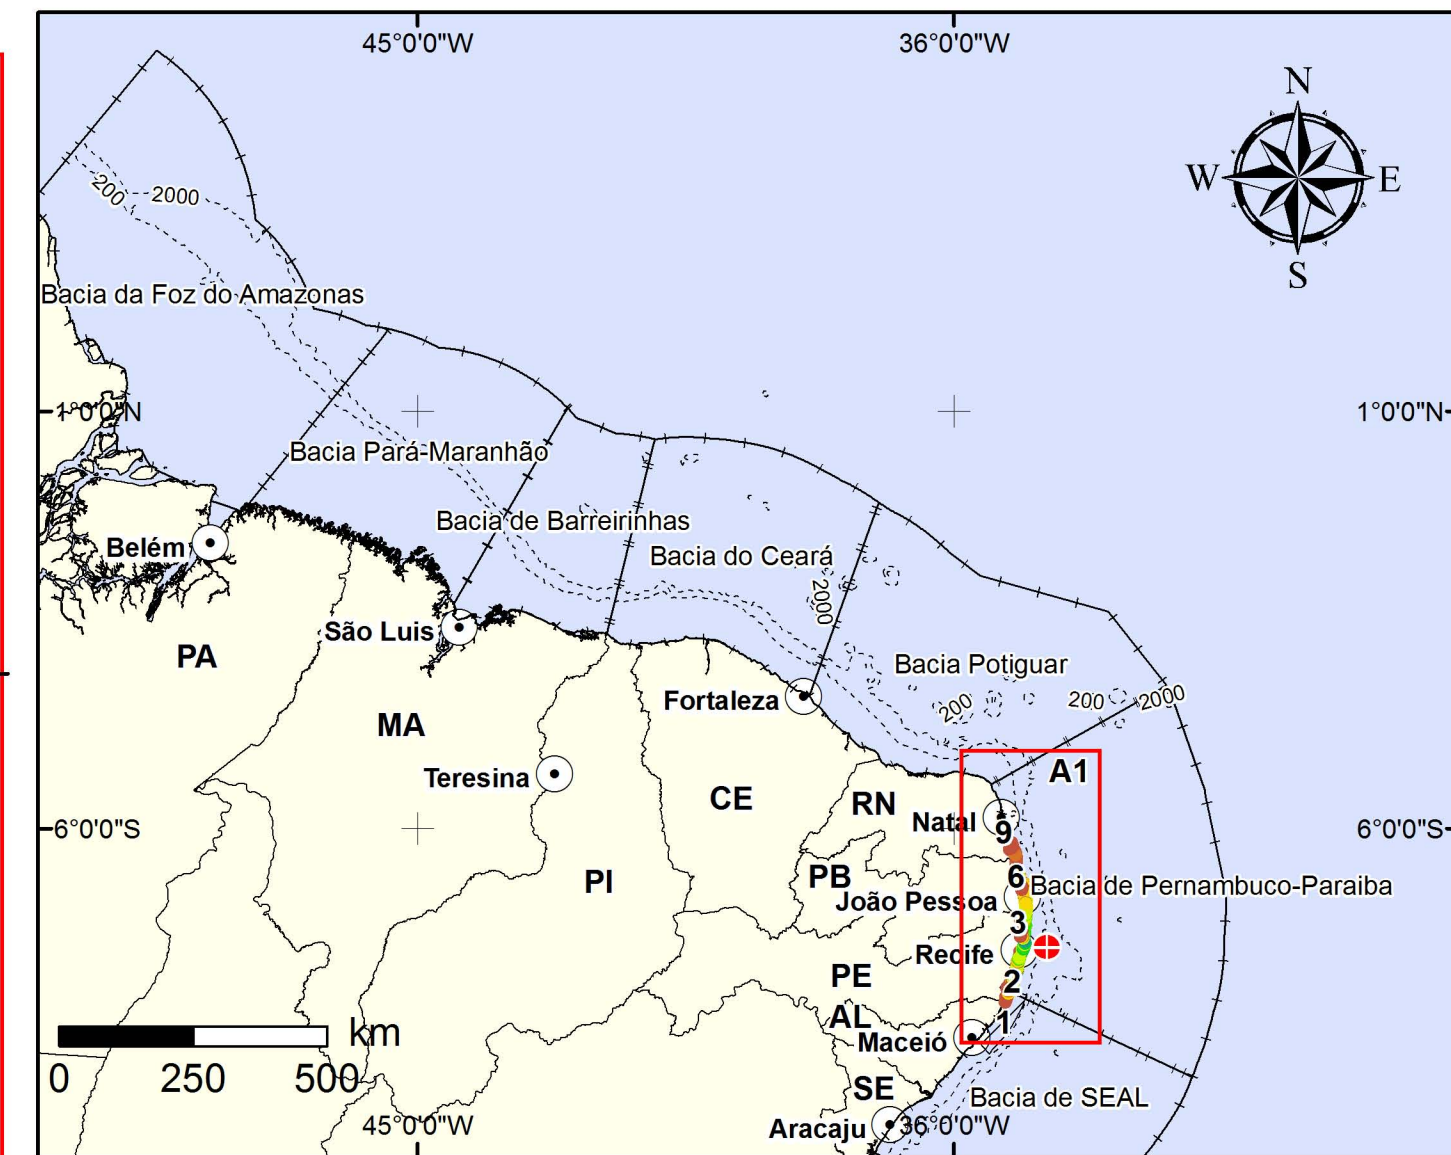 45°0'0"W
36°0'0"W
N
W
E
S
200
2000
Bacia da Foz do Amazonas
1°0'0"N
1°0'0"N
Bacia Pará-Maranhão
Bacia de Barreirinhas
Belém
Bacia do Ceará
2000
São Luis
PA
Bacia Potiguar
Fortaleza
200
200
2000
MA
A1
Teresina
CE
RN
Natal
6°0'0"S
9
6°0'0"S
PI
PB
6
Bacia de Pernambuco-Paraiba
João Pessoa
3
Recife
PE
2
AL
1
km
Maceió
0
250
500
SE
Bacia de SEAL
45°0'0"W
Aracaju
36°0'0"W